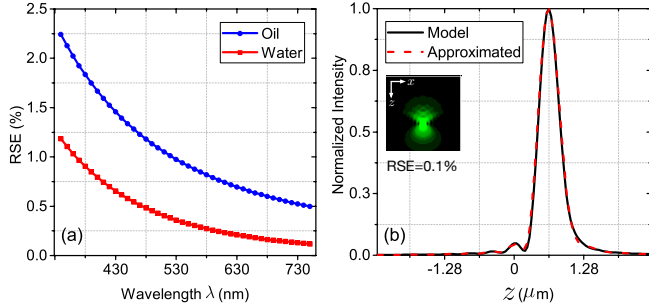 2.5
2.0
1.5
1.0
0.5
0.0
RSE (%)
Oil
Water
(a)
430 530 630 730
Wavelength λ (nm)
1.0
0.8
0.5
0.3
0.0
Normalized Intensity
Model
Approximated
x
z
RSE=0.1%
(b)
-1.28 0 1.28
z (μm)